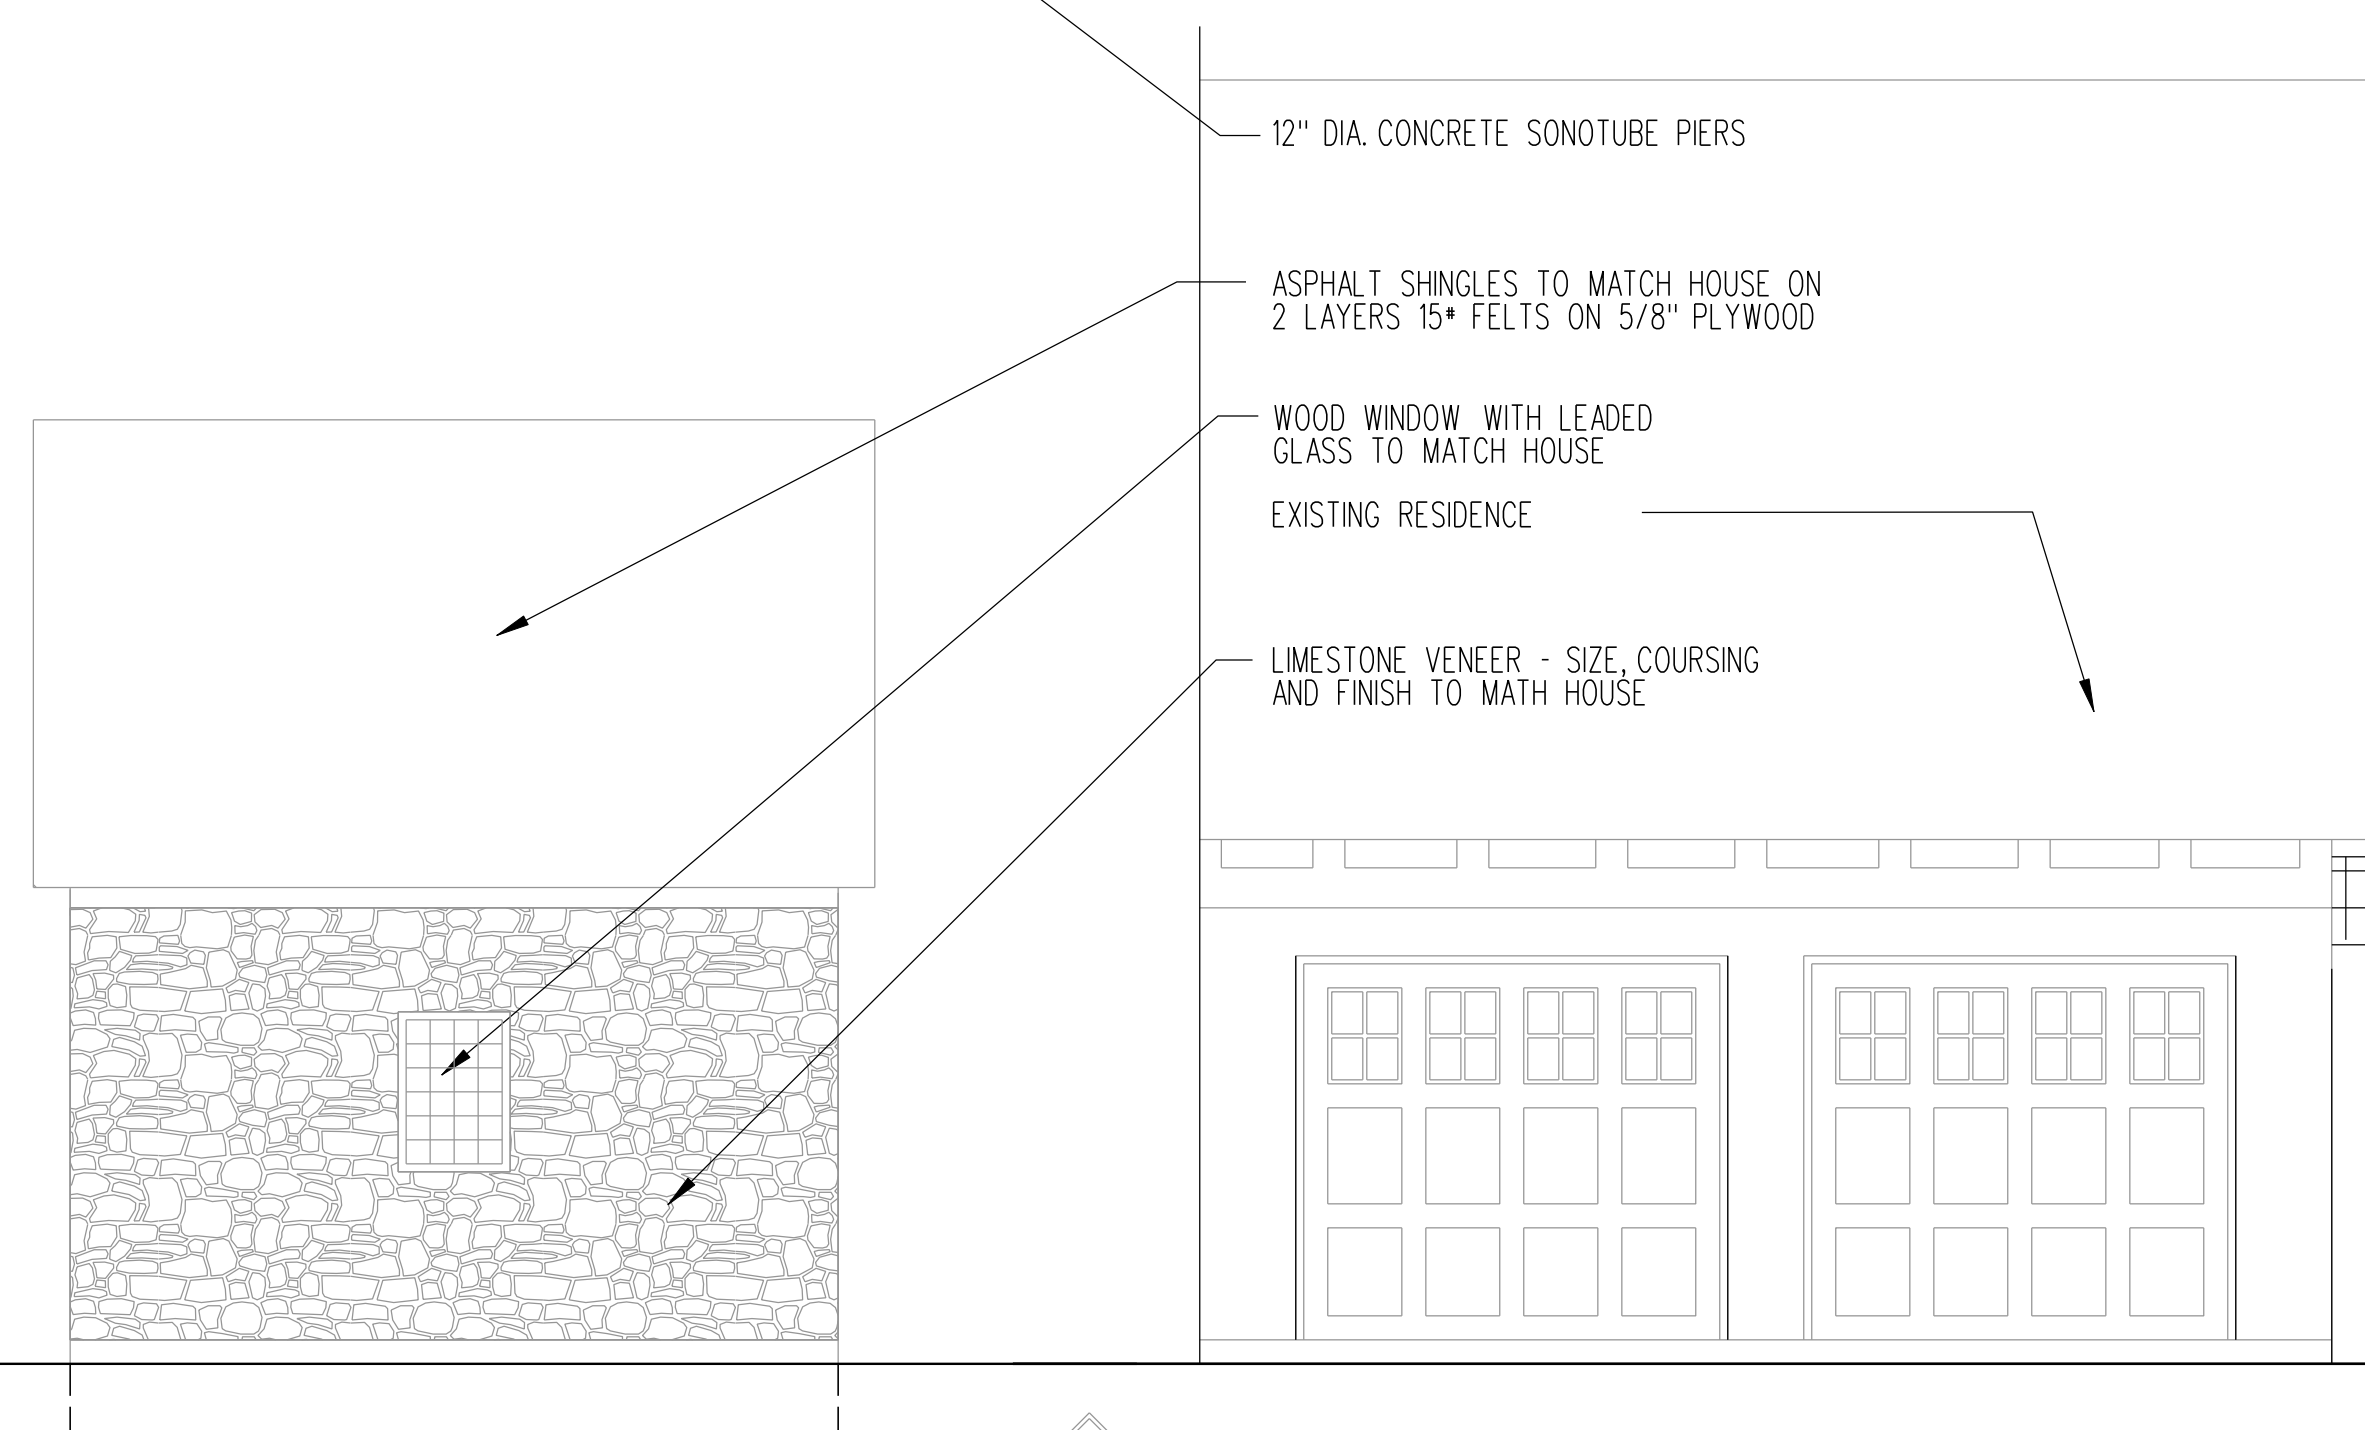 12" DIA. CONCRETE SONOTUBE PIERS
ASPHALT SHINGLES TO MATCH HOUSE ON
2 LAYERS 15# FELTS ON 5/8" PLYWOOD
WOOD WINDOW WITH LEADED
GLASS TO MATCH HOUSE
EXISTING RESIDENCE
LIMESTONE VENEER - SIZE, COURSING
AND FINISH TO MATH HOUSE